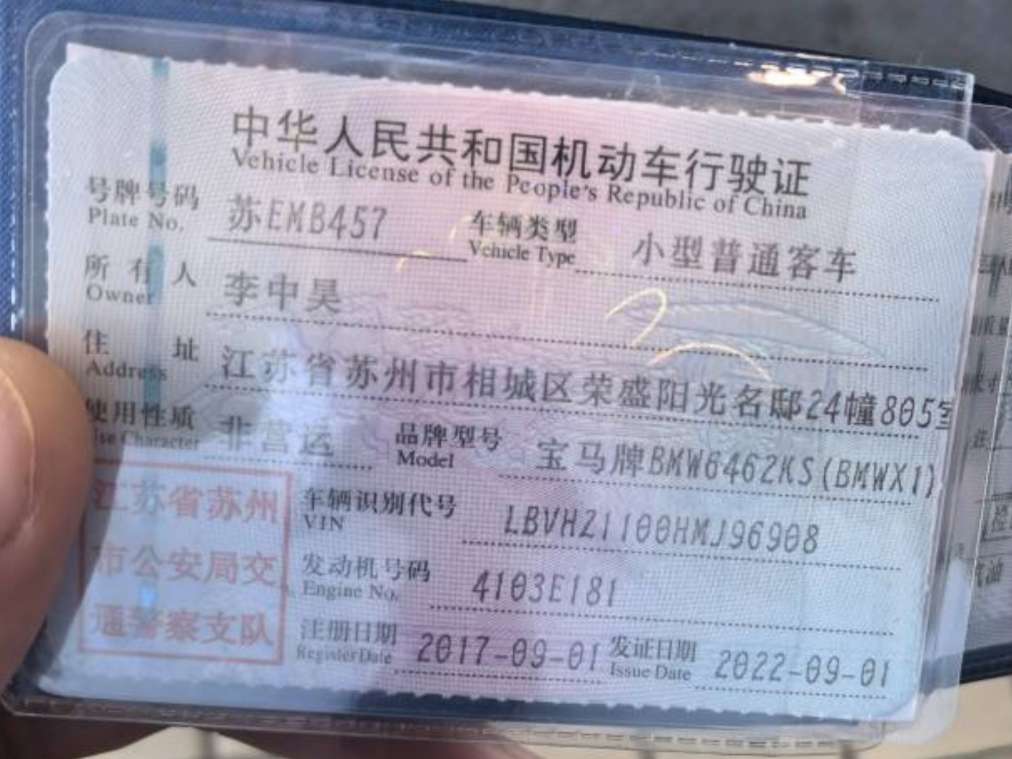 中华人民共和国机动车行驶证
Vehicle License of the People's Republic of China
号牌号码 苏EMB457 车辆类型 小型普通客车
Plate No. Vehicle Type
所有人 李中昊
Owner
住址 江苏省苏州市相城区荣盛阳光名邸24幢805室
Address
使用性质 非营运 品牌型号 宝马牌BMW6462KS(BMWX1)
Use Character Model
江苏省苏州 车辆识别代号 LBVHZ1100HMJ96908
VIN
市公安局交 发动机号码 4103E181
Engine No.
通警察支队 注册日期 2017-09-01 发证日期 2022-09-01
Register Date Issue Date